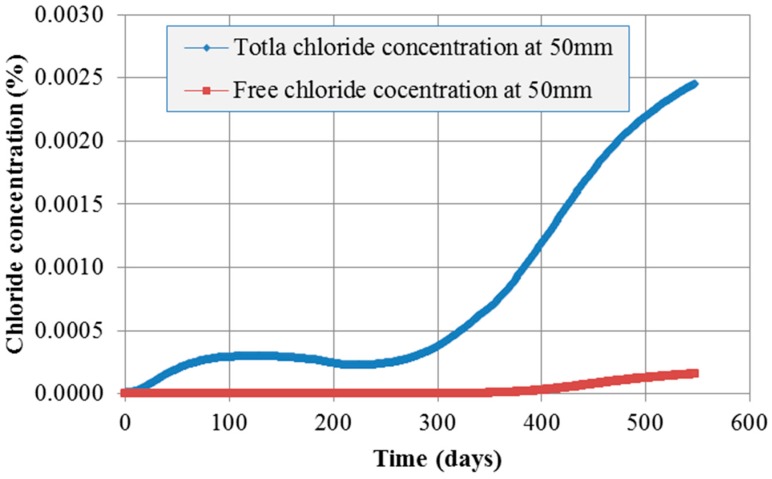 0.0030
0.0025
0.0020
0.0015
0.0010
0.0005
0.0000
Chloride concentration (%)
Totla chloride concentration at 50mm
Free chloride cocentration at 50mm
0 100 200 300 400 500 600
Time (days)